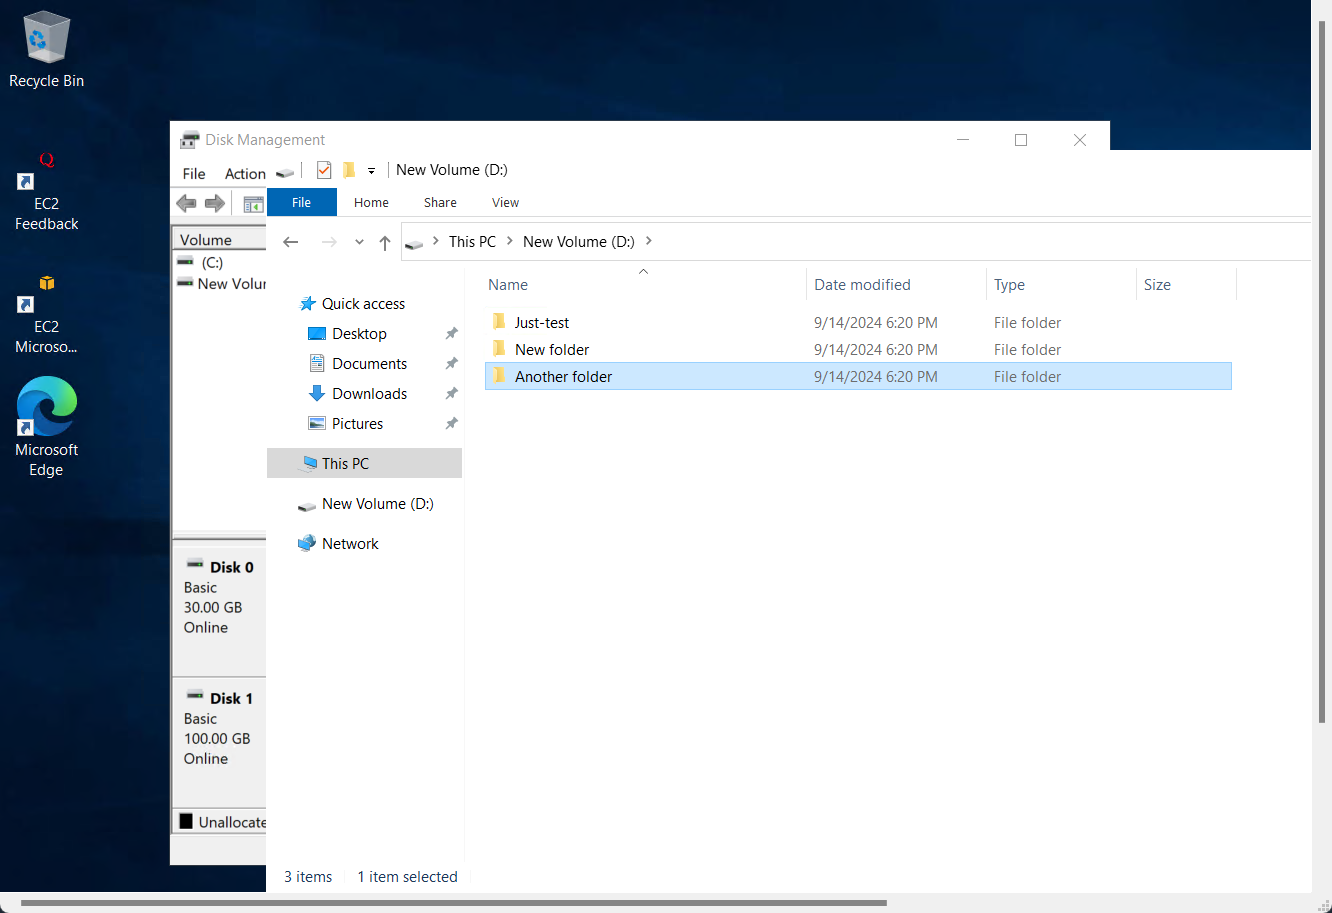 Recycle Bin
EC2
Feedback
EC2
Microso...
Microsoft
Edge
Disk Management
File Action
New Volume (D:)
File Home Share View
This PC New Volume (D:)
Volume
(C:)
New Volur
Disk 0
Basic
30.00 GB
Online
Disk 1
Basic
100.00 GB
Online
Unallocate
Quick access
Desktop
Documents
Downloads
Pictures
This PC
New Volume (D:)
Network
Name Date modified Type Size
Just-test 9/14/2024 6:20 PM File folder
New folder 9/14/2024 6:20 PM File folder
Another folder 9/14/2024 6:20 PM File folder
3 items 1 item selected